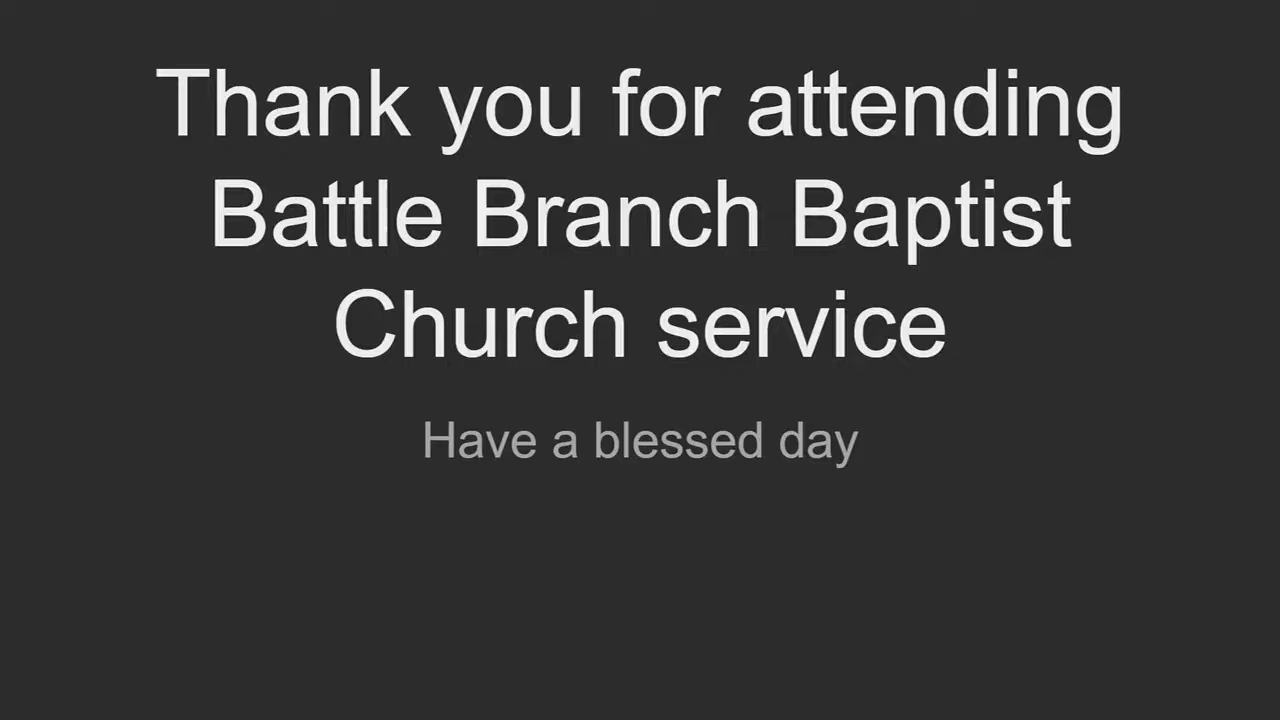 Thank you for attending
Battle Branch Baptist
Church service
Have a blessed day